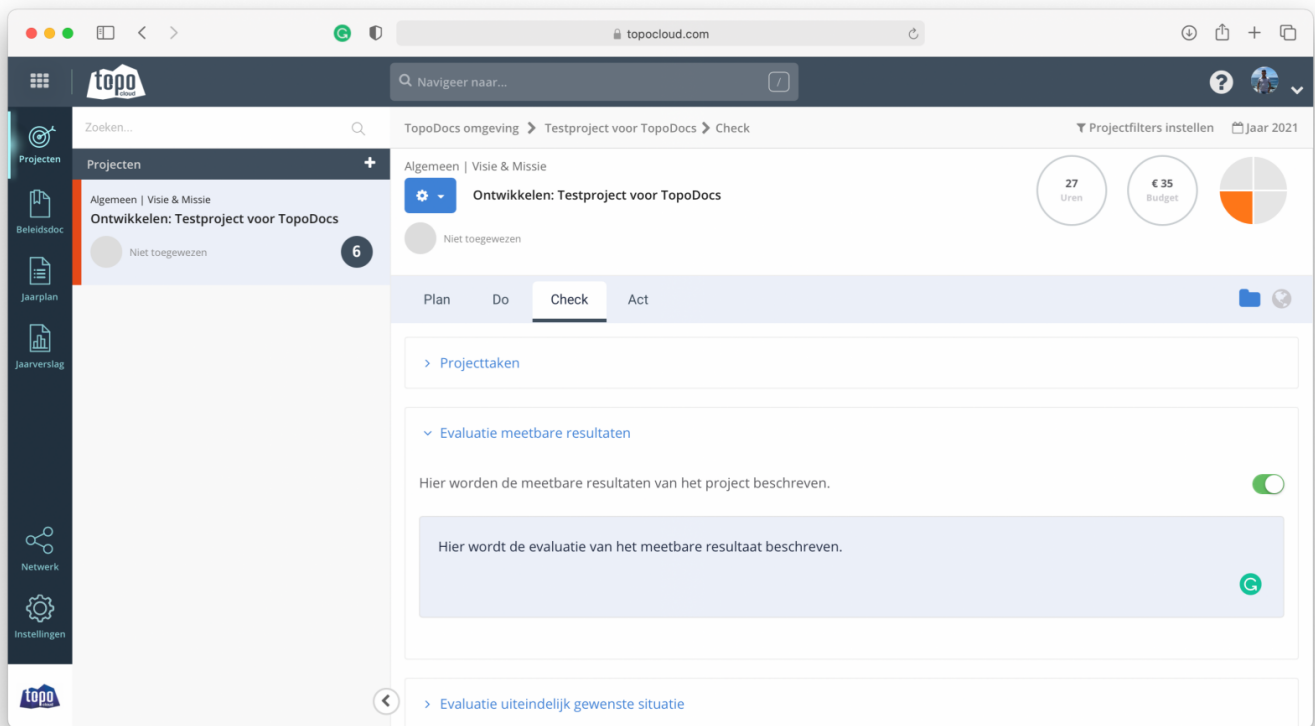 topocloud.com
topo
cloud
Navigeer naar...
/
?
Projecten
Beleidsdoc
Jaarplan
Jaarverslag
Netwerk
Instellingen
topo
cloud
Zoeken...
Projecten +
Algemeen | Visie & Missie
Ontwikkelen: Testproject voor TopoDocs
Niet toegewezen
6
TopoDocs omgeving > Testproject voor TopoDocs > Check
Projectfilters instellen
Jaar 2021
Algemeen | Visie & Missie
Ontwikkelen: Testproject voor TopoDocs
Niet toegewezen
27
Uren
€ 35
Budget
Plan Do Check Act
Projecttaken
Evaluatie meetbare resultaten
Hier worden de meetbare resultaten van het project beschreven.
Hier wordt de evaluatie van het meetbare resultaat beschreven.
Evaluatie uiteindelijk gewenste situatie